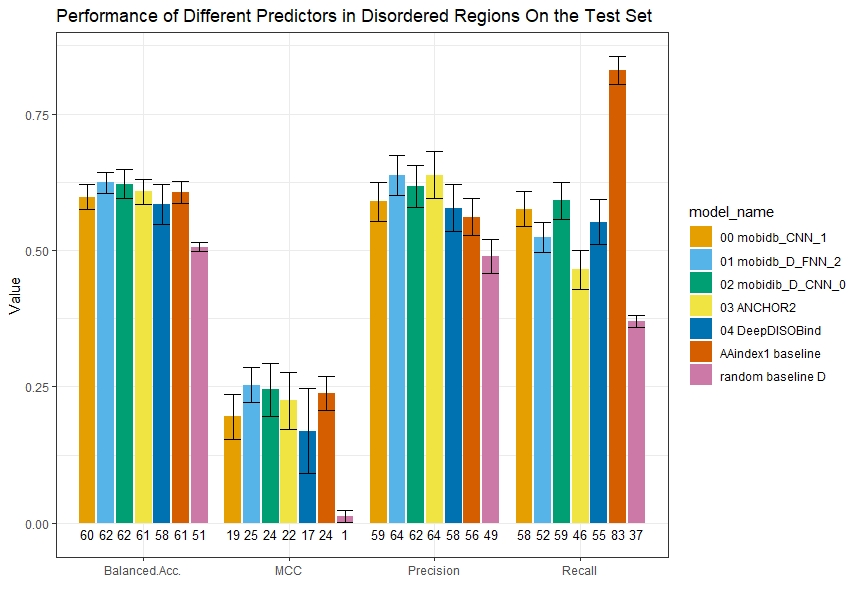 Performance of Different Predictors in Disordered Regions On the Test Set
Value
0.75
0.50
0.25
0.00
60 62 62 61 58 61 51 19 25 24 22 17 24 1 59 64 62 64 58 56 49 58 52 59 46 55 83 37
Balanced.Acc. MCC Precision Recall
model_name
00 mobidb_CNN_1
01 mobidb_D_FNN_2
02 mobidib_D_CNN_0
03 ANCHOR2
04 DeepDISOBind
AAindex1 baseline
random baseline D